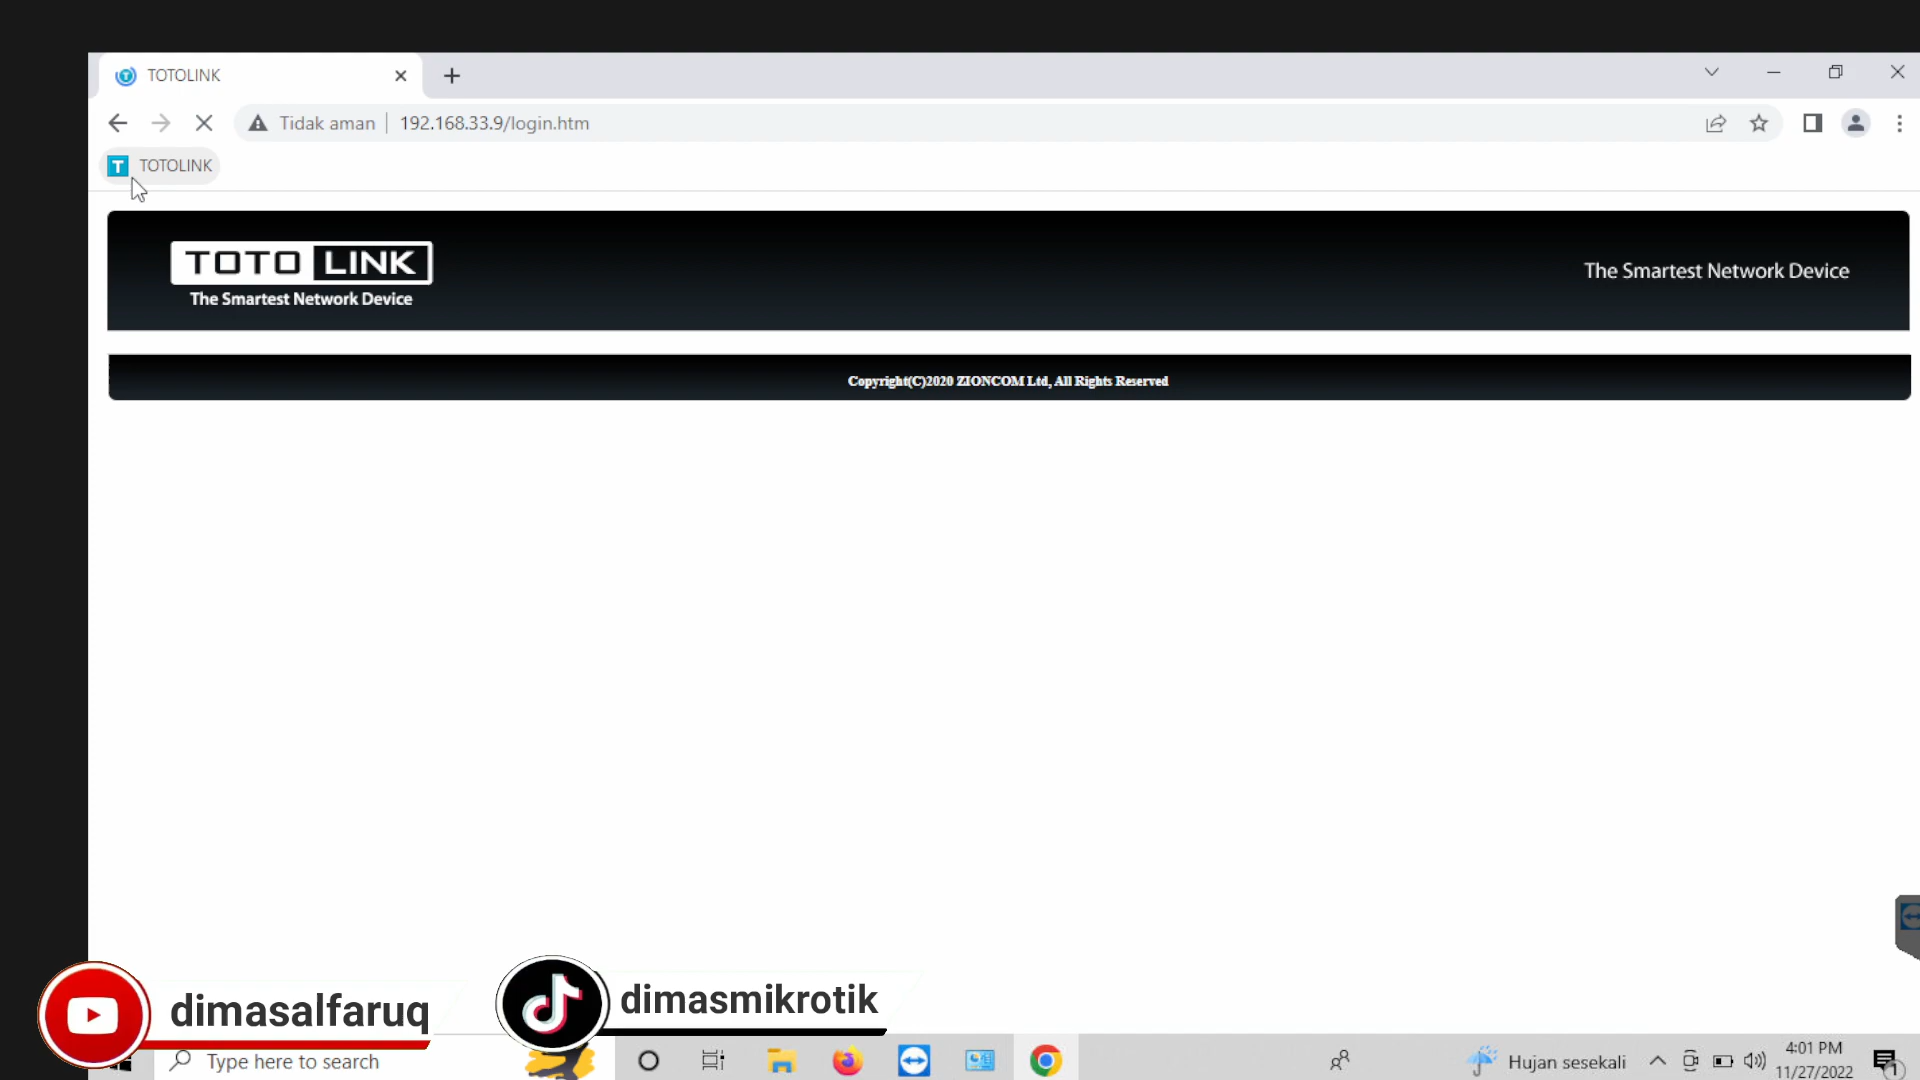 TOTOLINK
Tidak aman
192.168.33.9/login.htm
T TOTOLINK
TOTO LINK
The Smartest Network Device
The Smartest Network Device
Copyright(C)2020 ZIONCOM Ltd, All Rights Reserved
dimasalfaruq
dimasmikrotik
Type here to search
Hujan sesekali
4:01 PM
11/27/2022
1